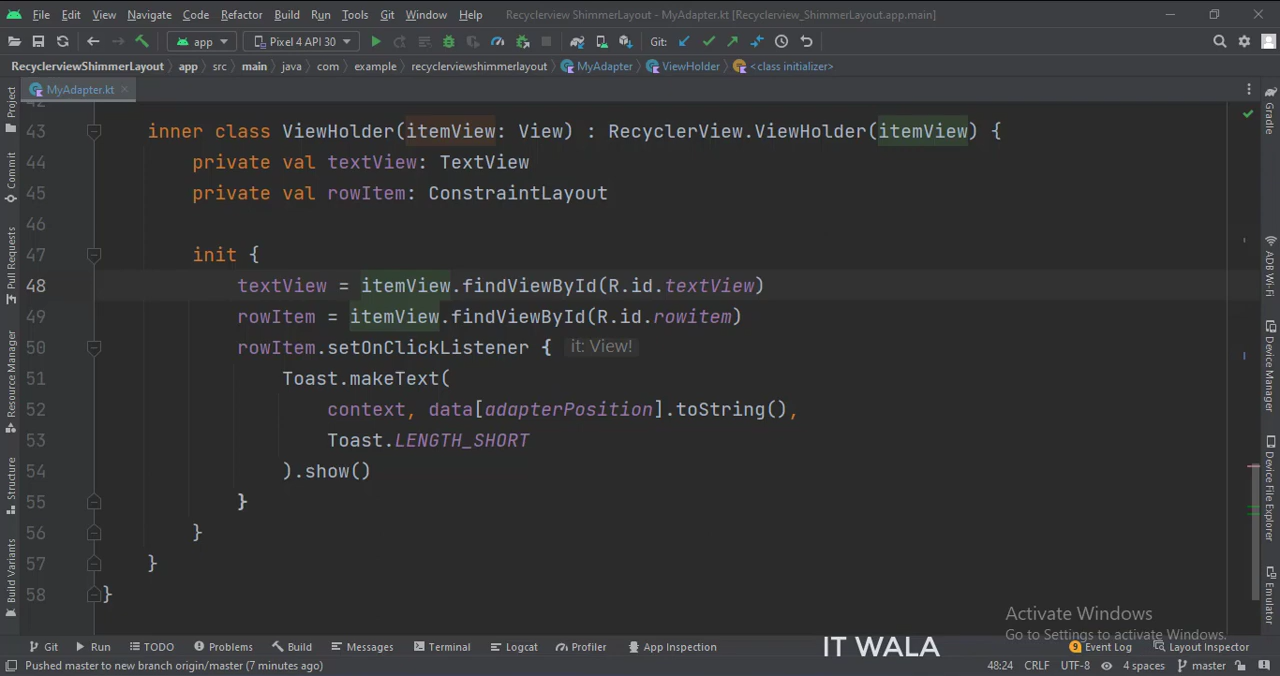 File Edit View Navigate Code Refactor Build Run Tools Git Window Help Recyclerview ShimmerLayout - MyAdapter.kt [Recyclerview_ShimmerLayout.app.main]
app Pixel 4 API 30 Git:
RecyclerviewShimmerLayout app src main java com example recyclerviewshimmerlayout MyAdapter ViewHolder <class initializer>
MyAdapter.kt
42
43 inner class ViewHolder(itemView: View) : RecyclerView.ViewHolder(itemView) {
44 private val textView: TextView
45 private val rowItem: ConstraintLayout
46
47 init {
48 textView = itemView.findViewById(R.id.textView)
49 rowItem = itemView.findViewById(R.id.rowitem)
50 rowItem.setOnClickListener { it: View!
51 Toast.makeText(
52 context, data[adapterPosition].toString(),
53 Toast.LENGTH_SHORT
54 ).show()
55 }
56 }
57 }
58 }
Project
Commit
Pull Requests
Resource Manager
Structure
Build Variants
Gradle
ADB Wi-Fi
Device Manager
Device File Explorer
Emulator
Activate Windows
Go to Settings to activate Windows.
IT WALA
Git Run TODO Problems Build Messages Terminal Logcat Profiler App Inspection 9 Event Log Layout Inspector
Pushed master to new branch origin/master (7 minutes ago) 48:24 CRLF UTF-8 4 spaces master